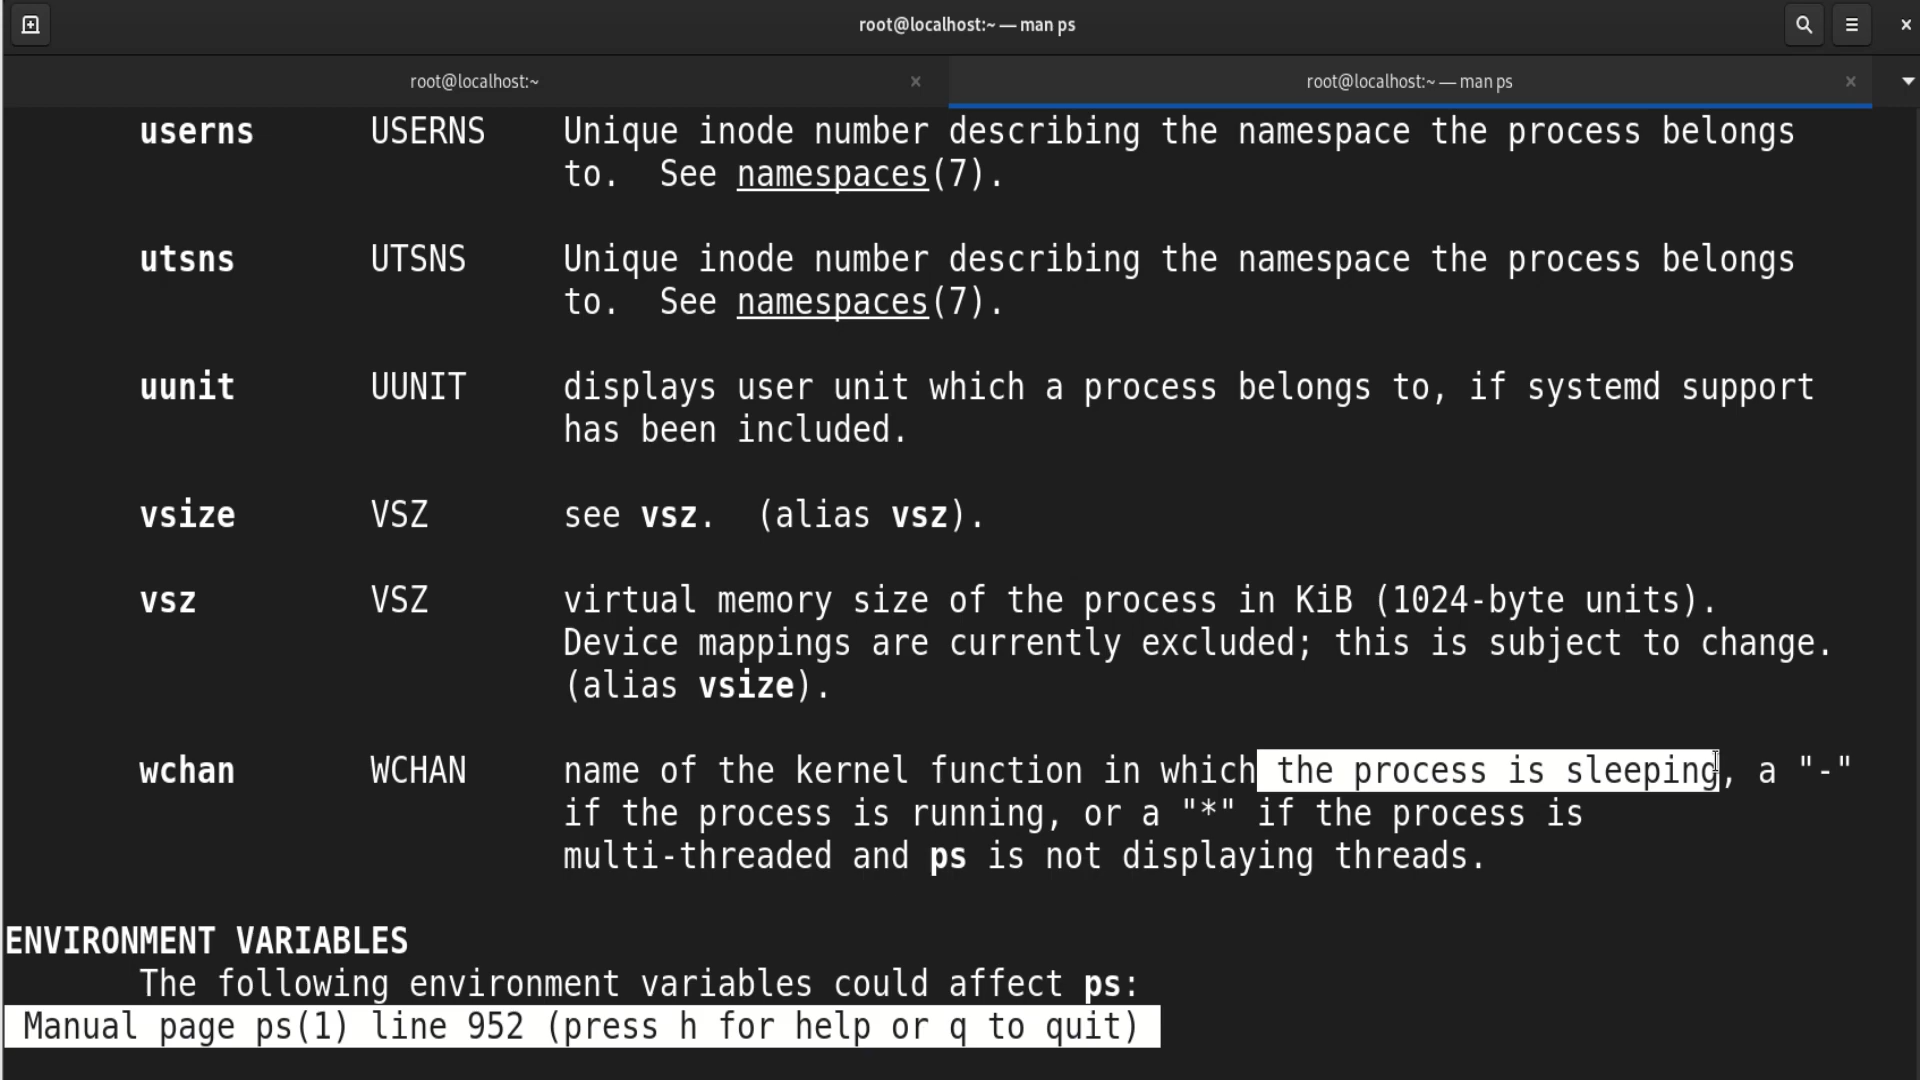 root@localhost:~ — man ps
root@localhost:~
root@localhost:~ — man ps
userns USERNS Unique inode number describing the namespace the process belongs
to. See namespaces(7).
utsns UTSNS Unique inode number describing the namespace the process belongs
to. See namespaces(7).
uunit UUNIT displays user unit which a process belongs to, if systemd support
has been included.
vsize VSZ see vsz. (alias vsz).
vsz VSZ virtual memory size of the process in KiB (1024-byte units).
Device mappings are currently excluded; this is subject to change.
(alias vsize).
wchan WCHAN name of the kernel function in which the process is sleeping, a "-"
if the process is running, or a "*" if the process is
multi-threaded and ps is not displaying threads.
ENVIRONMENT VARIABLES
The following environment variables could affect ps:
Manual page ps(1) line 952 (press h for help or q to quit)